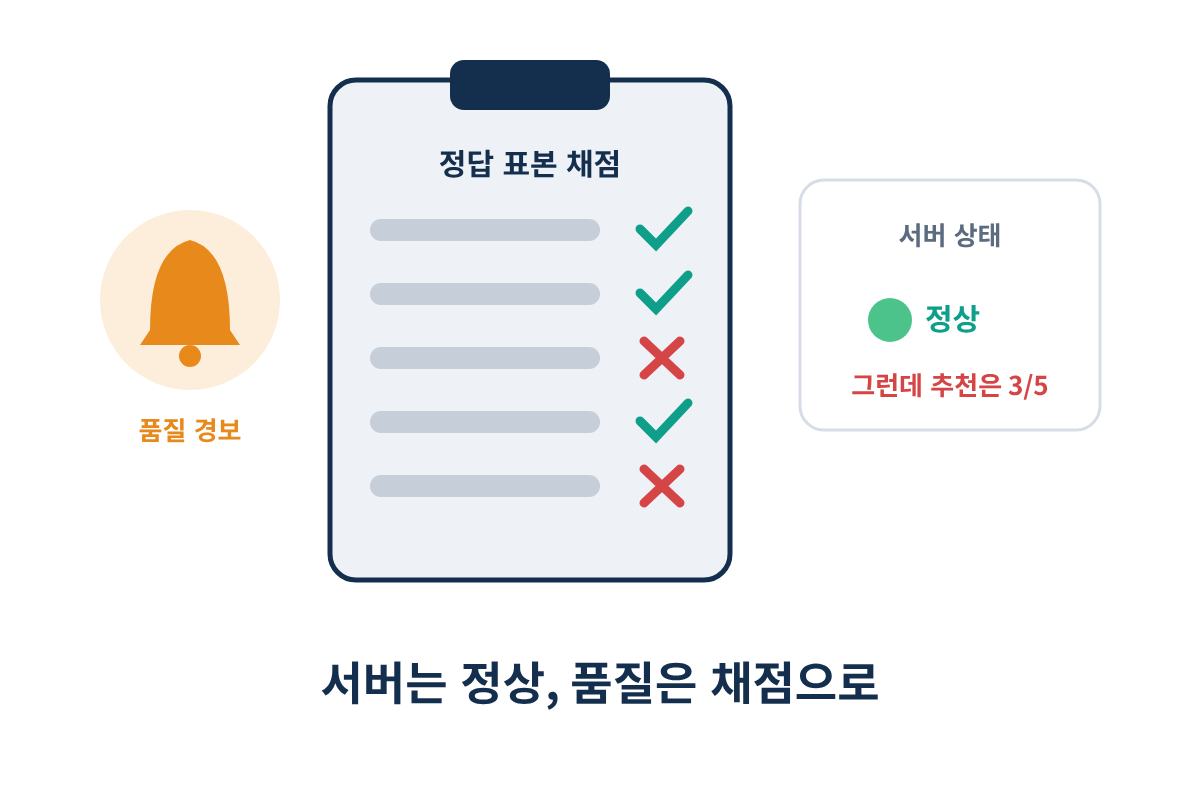 정답 표본 채점
품질 경보
서버 상태
정상
그런데 추천은 3/5
서버는 정상, 품질은 채점으로